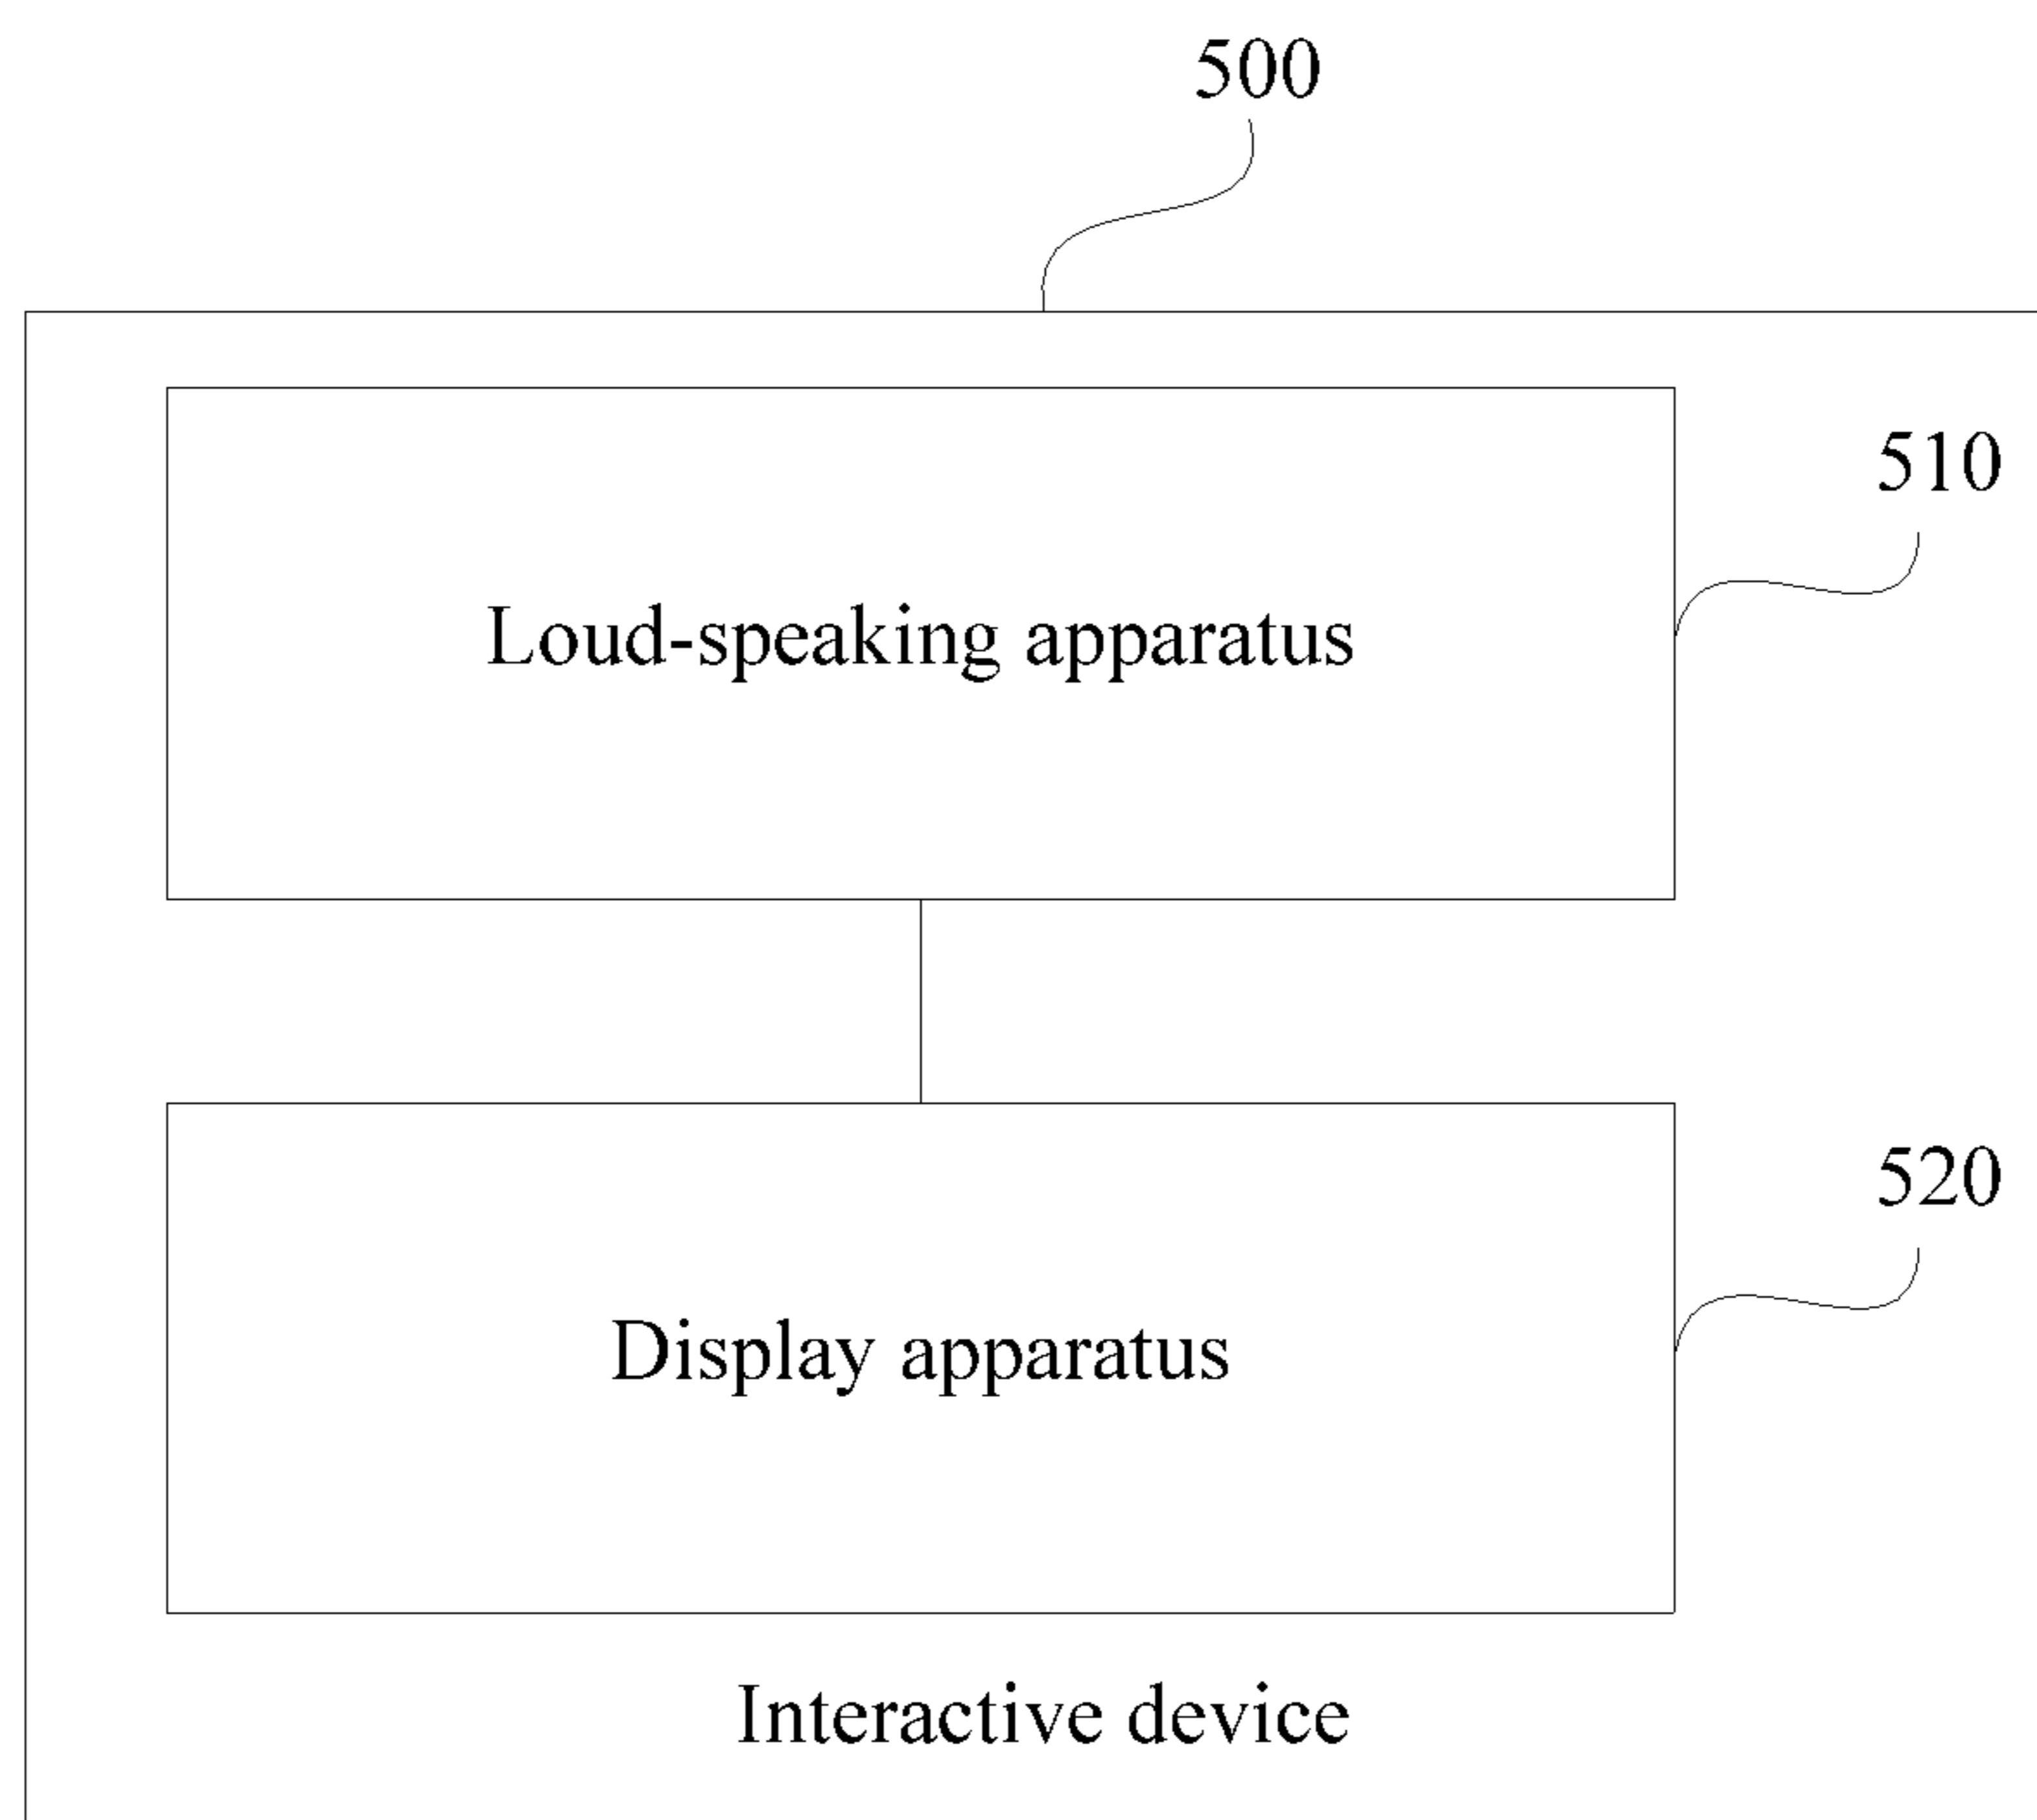 500
510
Loud-speaking apparatus
520
Display apparatus
Interactive device